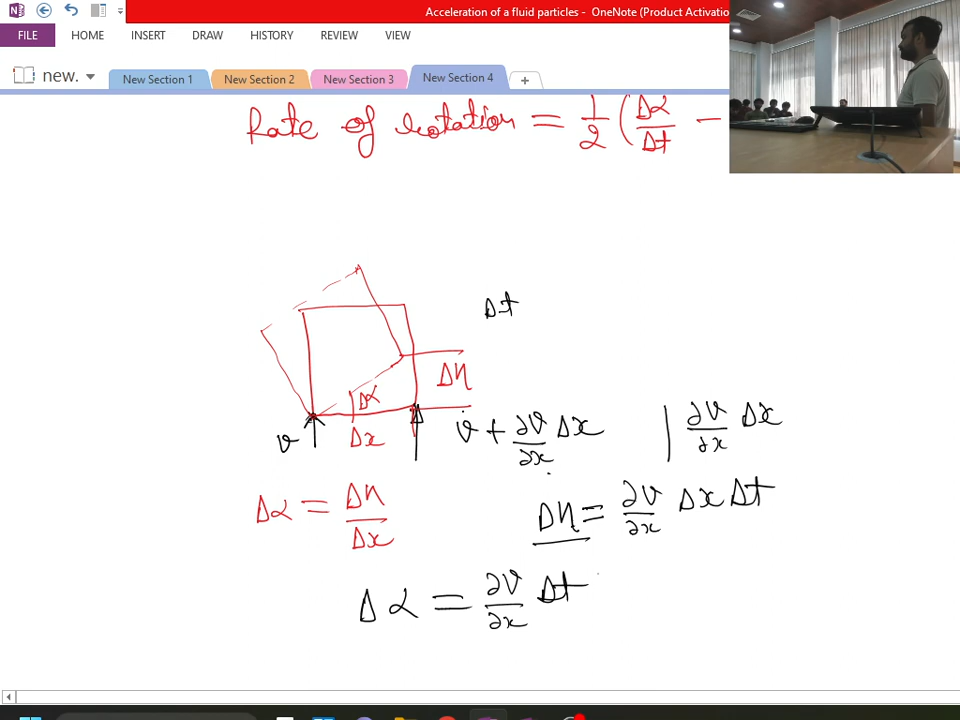 Acceleration of a fluid particles - OneNote (Product Activatio
FILE HOME INSERT DRAW HISTORY REVIEW VIEW
new. New Section 1 New Section 2 New Section 3 New Section 4 +
Rate of rotation = 1/2 (Δα/Δt -
Δt
Δα Δη
v Δx v + ∂v/∂x Δx | ∂v/∂x Δx
Δα = Δη/Δx Δη = ∂v/∂x Δx Δt
Δα = ∂v/∂x Δt